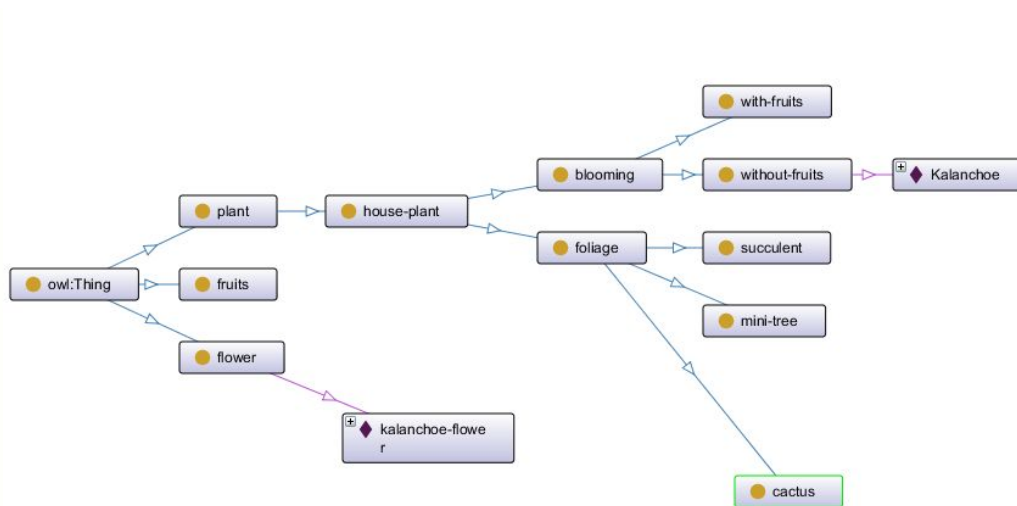 with-fruits
blooming
without-fruits
Kalanchoe
plant
house-plant
foliage
succulent
owl:Thing
fruits
mini-tree
flower
kalanchoe-flowe
r
cactus